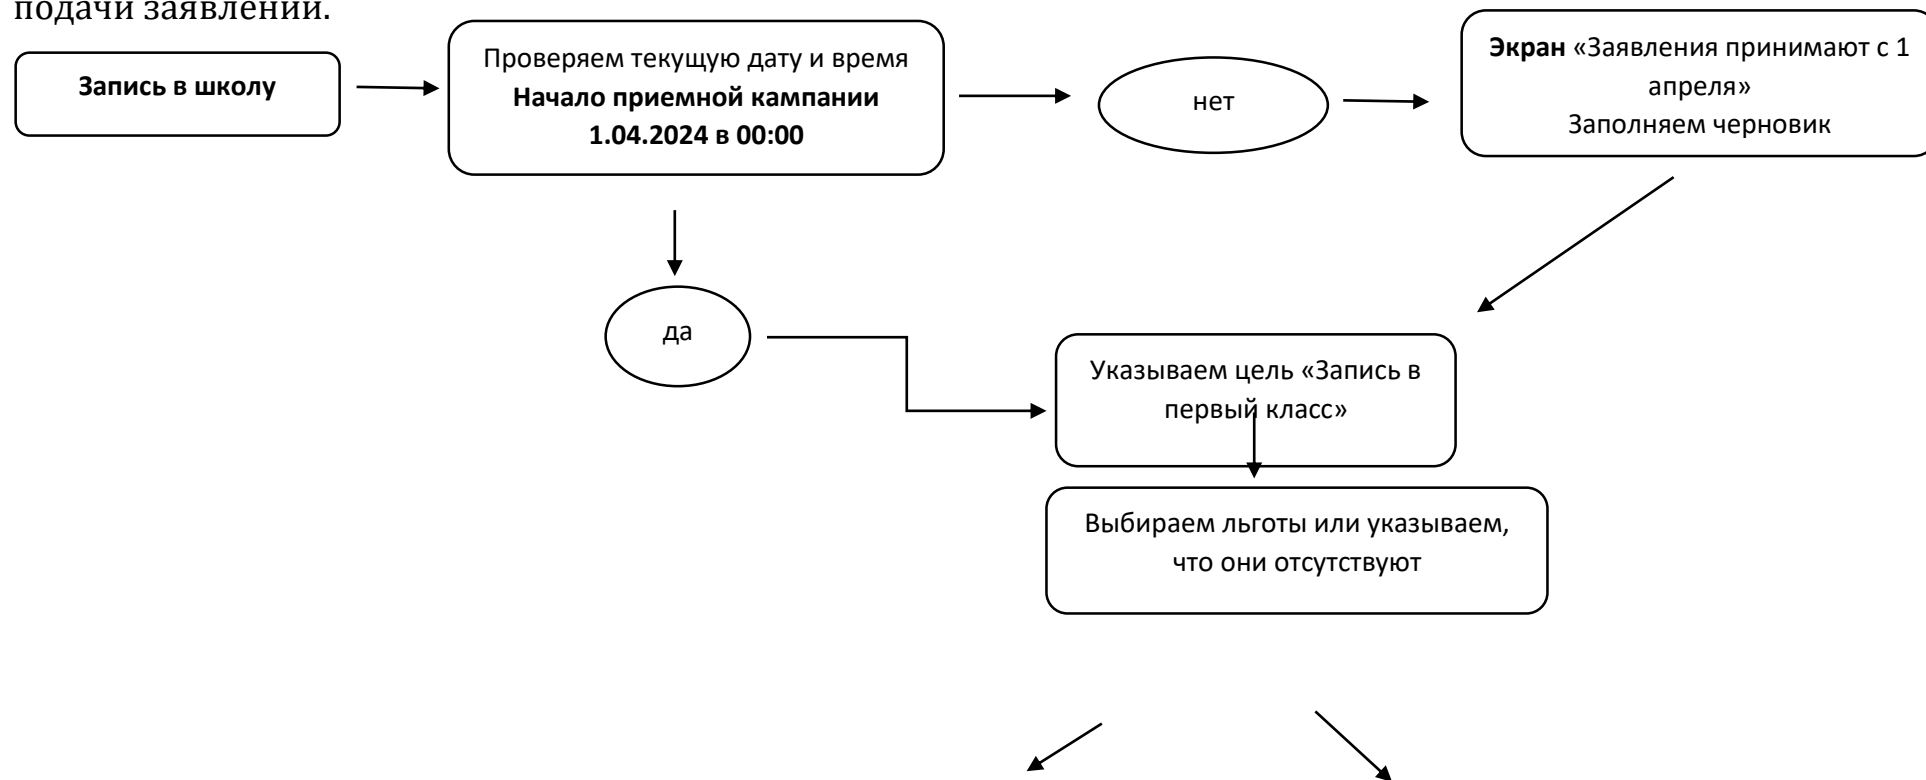 подачи заявлений.
Запись в школу
Проверяем текущую дату и время
Начало приемной кампании
1.04.2024 в 00:00
нет
Экран «Заявления принимают с 1
апреля»
Заполняем черновик
да
Указываем цель «Запись в
первый класс»
Выбираем льготы или указываем,
что они отсутствуют